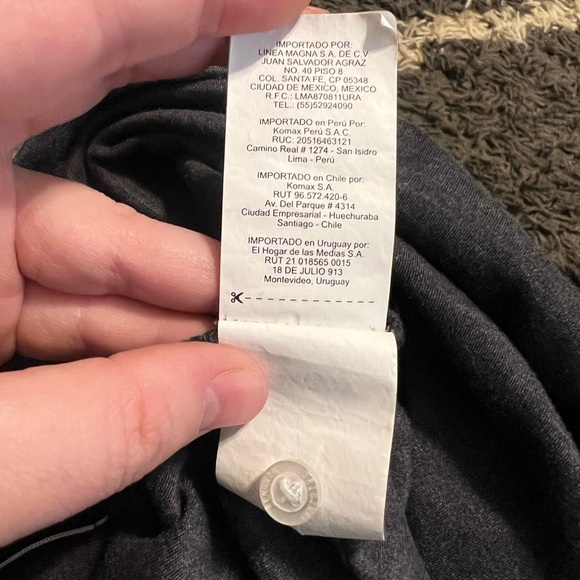 IMPORTADO POR:
LINEA MAGNA S.A. DE C.V
JUAN SALVADOR AGRAZ
NO. 40 PISO 8
COL. SANTA FE, CP 05348
CIUDAD DE MEXICO, MEXICO
R.F.C.: LMA870811URA
TEL.: (55)52924090
IMPORTADO en Perú Por:
Komax Perú S.A.C.
RUC: 20516463121
Camino Real # 1274 - San Isidro
Lima - Perú
IMPORTADO en Chile por:
Komax S.A.
RUT 96.572.420-6
Av. Del Parque # 4314
Ciudad Empresarial - Huechuraba
Santiago - Chile
IMPORTADO en Uruguay por:
El Hogar de las Medias S.A.
RUT 21 018565 0015
18 DE JULIO 913
Montevideo, Uruguay